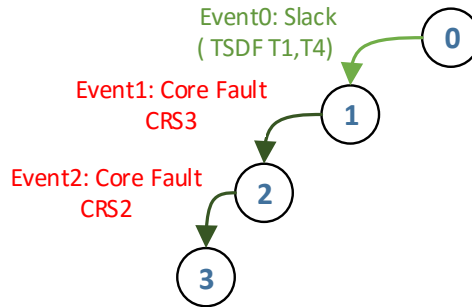 Event0: Slack
( TSDF T1,T4)
0
Event1: Core Fault
CRS3
1
Event2: Core Fault
CRS2
2
3